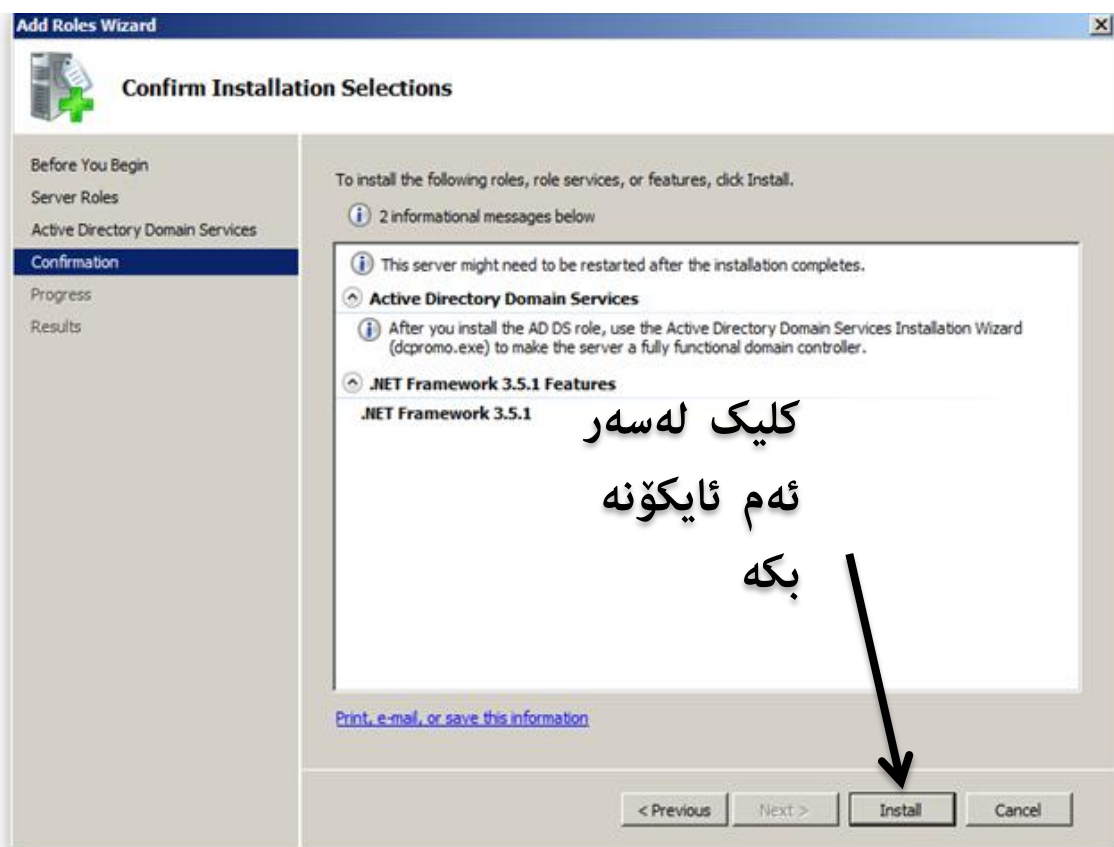 Add Roles Wizard
Confirm Installation Selections
Before You Begin
Server Roles
Active Directory Domain Services
Confirmation
Progress
Results
To install the following roles, role services, or features, click Install.
2 informational messages below
This server might need to be restarted after the installation completes.
Active Directory Domain Services
After you install the AD DS role, use the Active Directory Domain Services Installation Wizard
(dcpromo.exe) to make the server a fully functional domain controller.
.NET Framework 3.5.1 Features
.NET Framework 3.5.1
کلیک لەسەر
ئەم ئایکۆنە
بکە
Print, e-mail, or save this information
< Previous
Next >
Install
Cancel